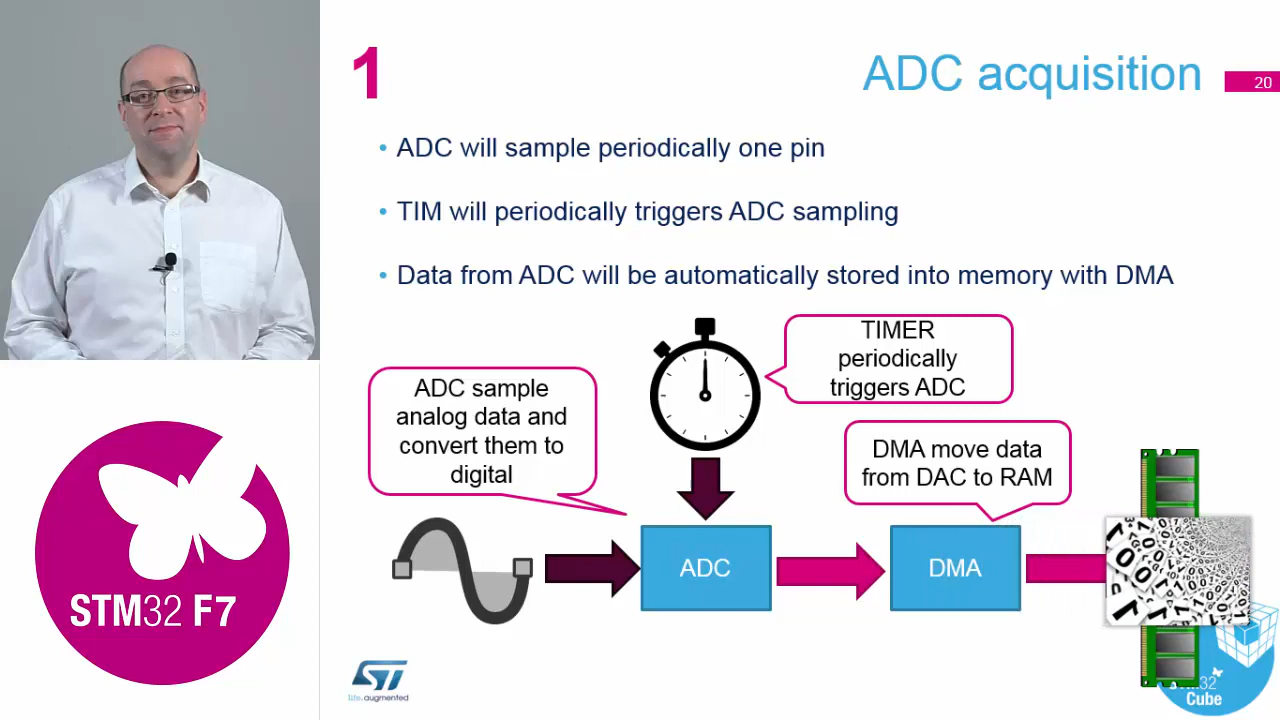 1
ADC acquisition
20
• ADC will sample periodically one pin
• TIM will periodically triggers ADC sampling
• Data from ADC will be automatically stored into memory with DMA
TIMER
periodically
triggers ADC
ADC sample
analog data and
convert them to
digital
DMA move data
from DAC to RAM
ADC
DMA
STM32 F7
ST
life.augmented
32
Cube